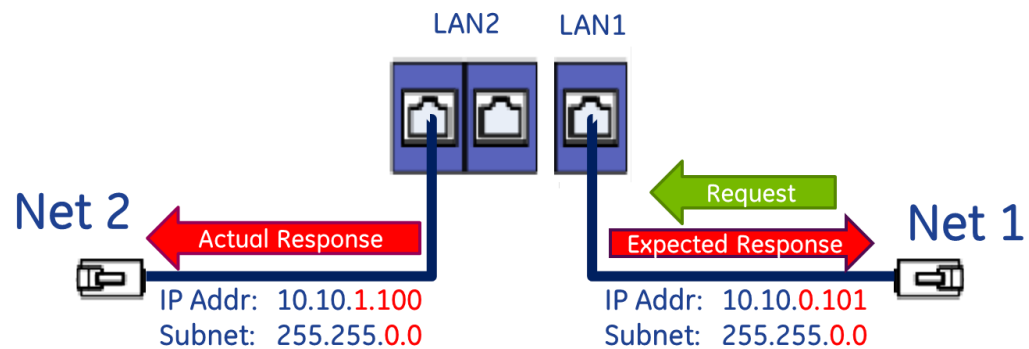 LAN2
LAN1
Request
Net 2
Net 1
Actual Response
Expected Response
IP Addr: 10.10.1.100
Subnet: 255.255.0.0
IP Addr: 10.10.0.101
Subnet: 255.255.0.0